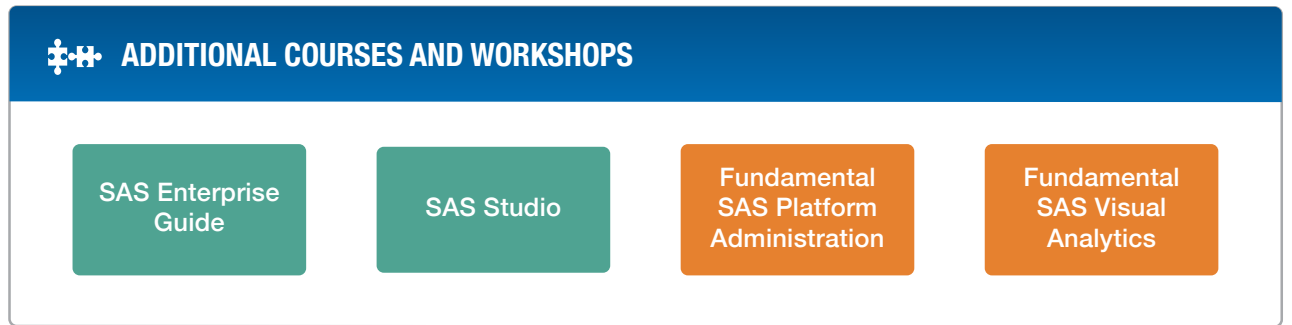 ADDITIONAL COURSES AND WORKSHOPS
SAS Enterprise
Guide
SAS Studio
Fundamental
SAS Platform
Administration
Fundamental
SAS Visual
Analytics